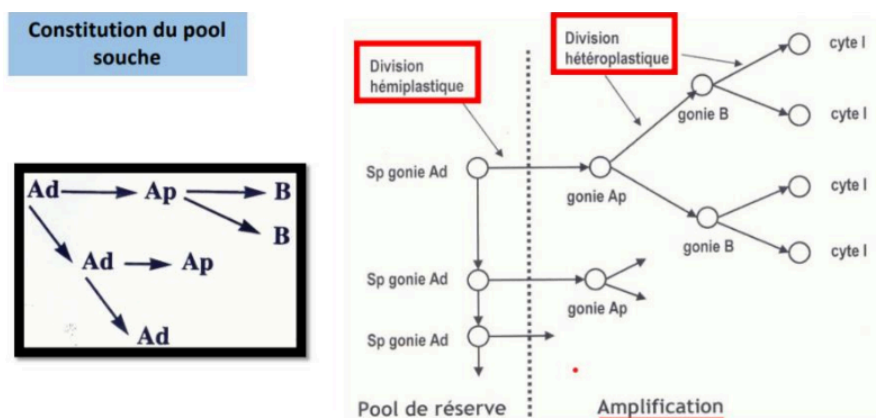 Constitution du pool
souche
Ad Ap B
B
Ad Ap
Ad
Division
hémiplastique
Division
hétéroplastique
cyte I
gonie B
cyte I
Sp gonie Ad
gonie Ap
cyte I
gonie B
cyte I
Sp gonie Ad
gonie Ap
Sp gonie Ad
Pool de réserve
Amplification